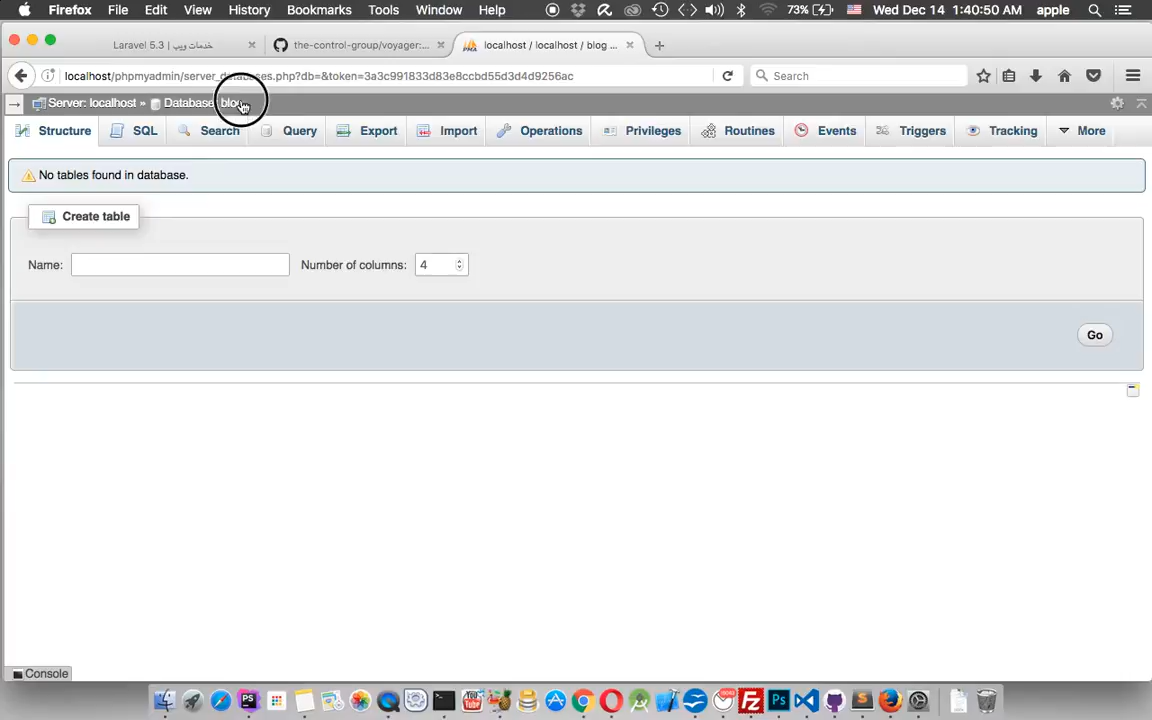 Firefox File Edit View History Bookmarks Tools Window Help 73% Wed Dec 14 1:40:50 AM apple
Laravel 5.3 | خدمات ویپ the-control-group/voyager:... localhost / localhost / blog ...
localhost/phpmyadmin/server_databases.php?db=&token=3a3c991833d83e8ccbd55d3d4d9256ac Search
Server: localhost » Database: blog
Structure SQL Search Query Export Import Operations Privileges Routines Events Triggers Tracking More
No tables found in database.
Create table
Name: Number of columns: 4
Go
Console